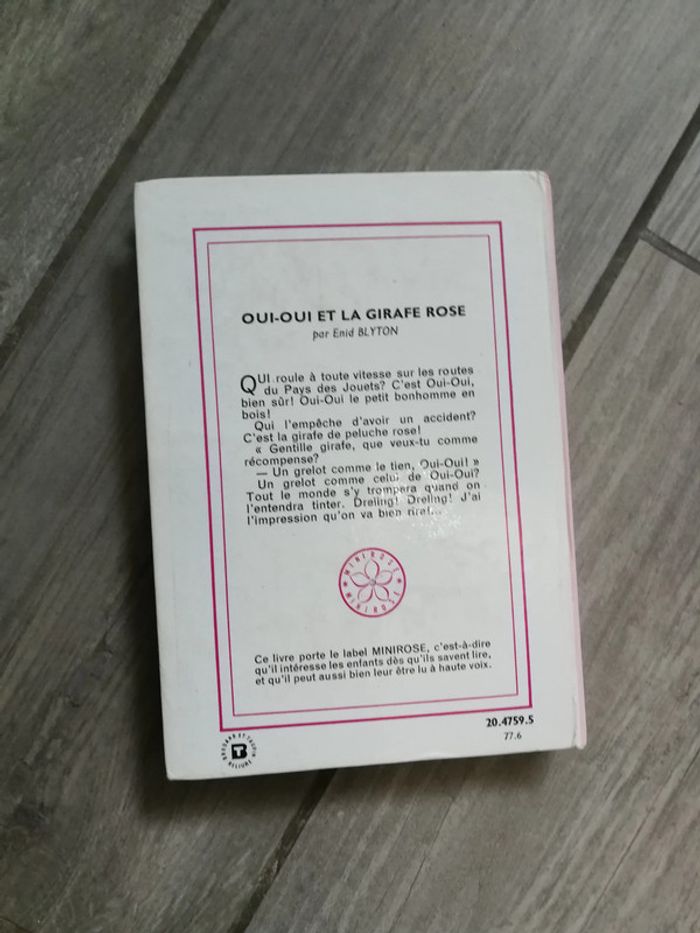 OUI-OUI ET LA GIRAFE ROSE
par Enid BLYTON
QUI roule à toute vitesse sur les routes
du Pays des Jouets? C'est Oui-Oui,
bien sûr! Oui-Oui le petit bonhomme en
bois!
Qui l'empêche d'avoir un accident?
C'est la girafe de peluche rose!
« Gentille girafe, que veux-tu comme
récompense?
— Un grelot comme le tien, Oui-Oui! »
Un grelot comme celui de Oui-Oui?
Tout le monde s'y trompera quand on
l'entendra tinter. Dreling! Dreling! J'ai
l'impression qu'on va bien rire!...
MINIROSE ★ MINIROSE ★
Ce livre porte le label MINIROSE, c'est-à-dire
qu'il intéresse les enfants dès qu'ils savent lire,
et qu'il peut aussi bien leur être lu à haute voix.
20.4759.5
77.6
BRODARD ET TAUPIN
RELIURE